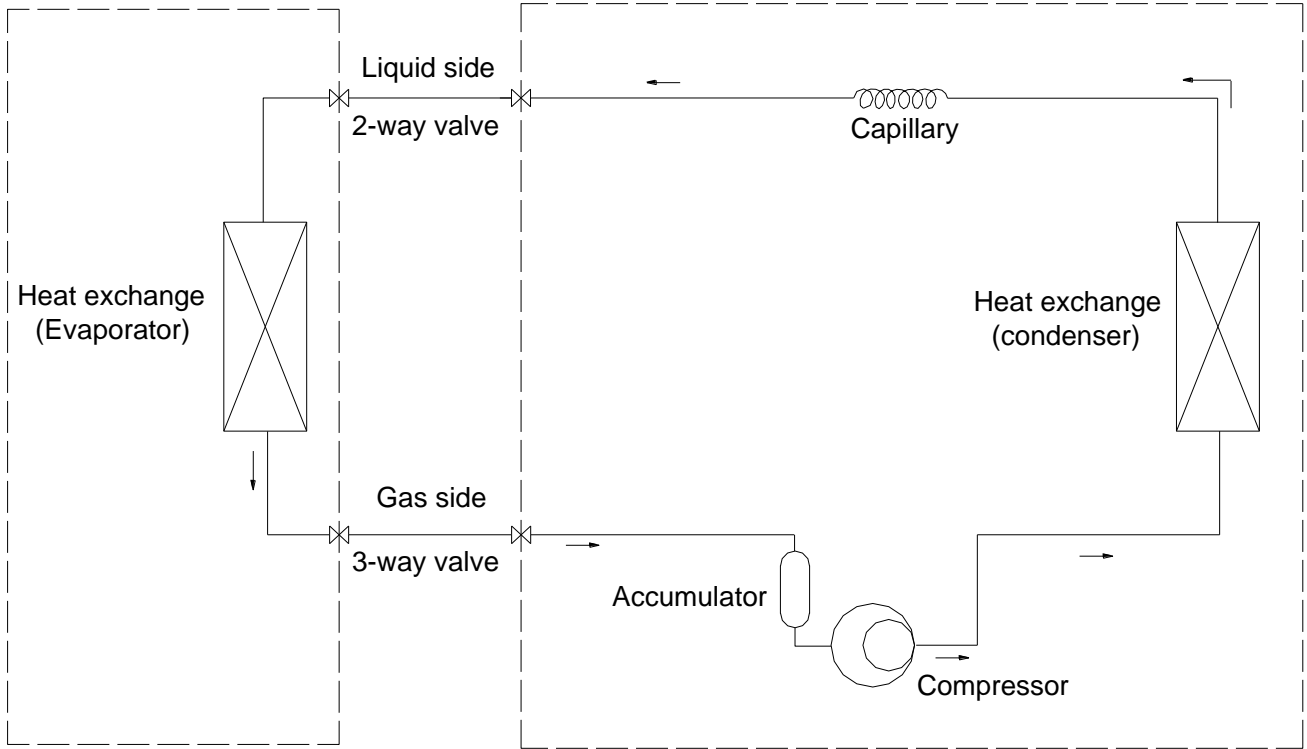 Liquid side
2-way valve
Capillary
Heat exchange
(Evaporator)
Heat exchange
(condenser)
Gas side
3-way valve
Accumulator
Compressor